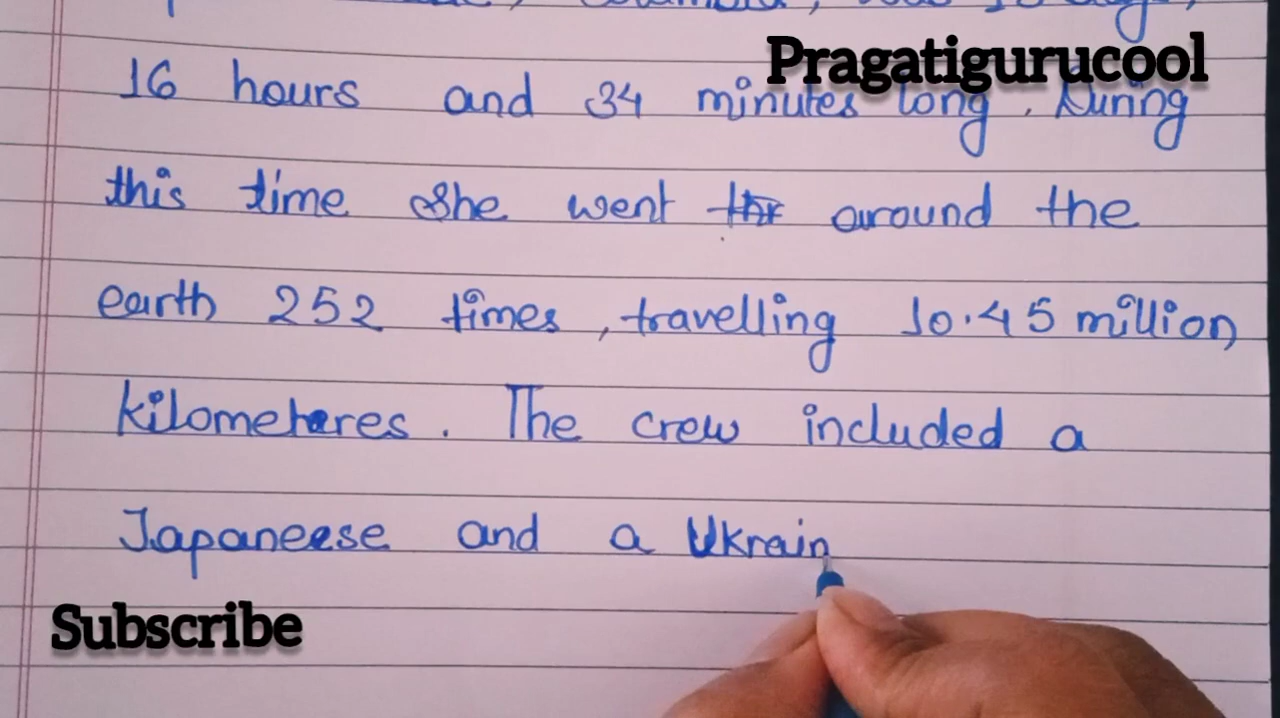 Pragatigurucool
16 hours and 34 minutes long. During
this time she went around the
earth 252 times, travelling 10.45 million
kilometeres. The crew included a
Japaneese and a Ukrain
Subscribe